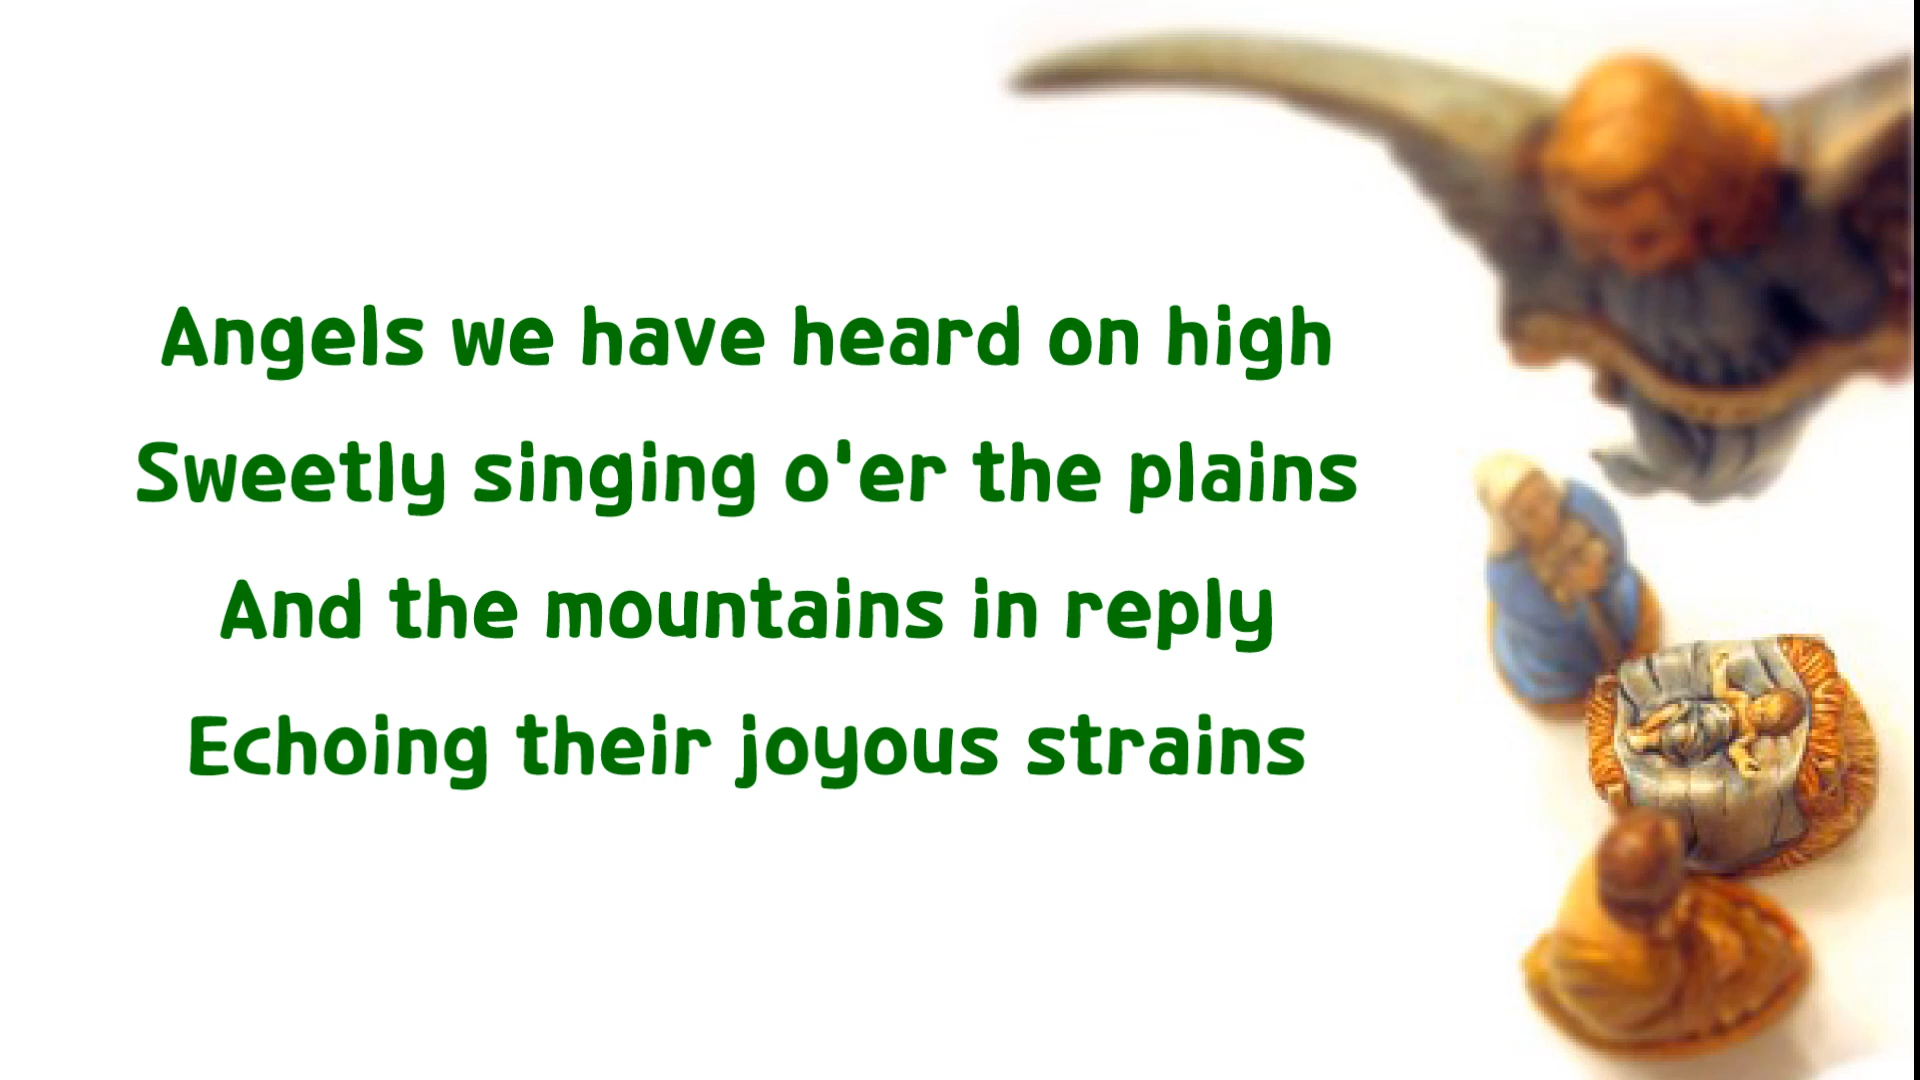 Angels we have heard on high
Sweetly singing o'er the plains
And the mountains in reply
Echoing their joyous strains